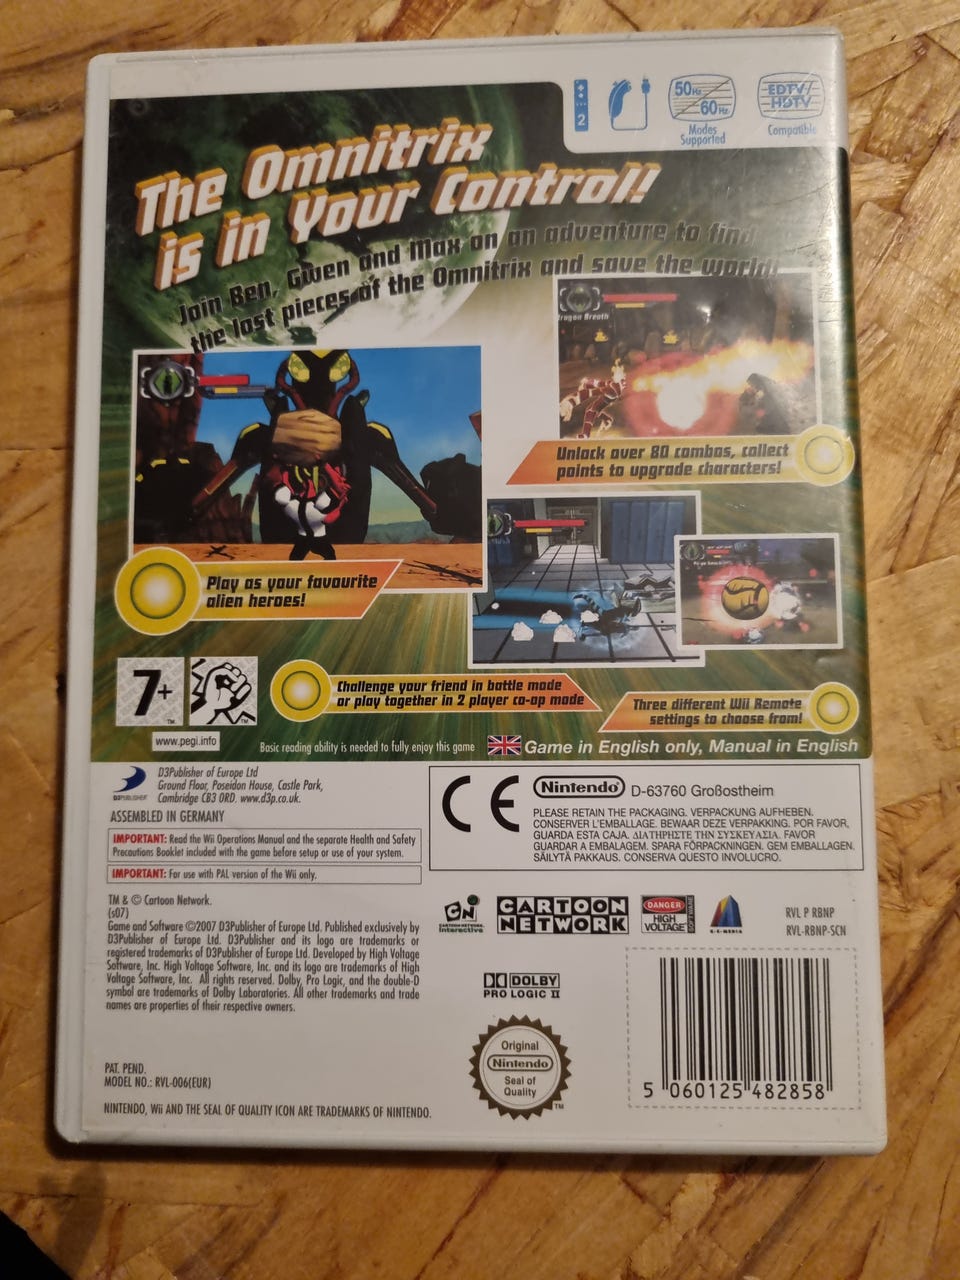 2
50Hz
60Hz
Modes
Supported
EDTV/
HDTV
Compatible
The Omnitrix
is in Your Control!
Join Ben, Gwen and Max on an adventure to find
the lost pieces of the Omnitrix and save the world!
Dragon Breath
Unlock over 80 combos, collect
points to upgrade characters!
Play as your favourite
alien heroes!
7+
TM
TM
www.pegi.info
Challenge your friend in battle mode
or play together in 2 player co-op mode
Three different Wii Remote
settings to choose from!
Basic reading ability is needed to fully enjoy this game
Game in English only, Manual in English
D3PUBLISHER
D3Publisher of Europe Ltd
Ground Floor, Poseidon House, Castle Park,
Cambridge CB3 0RD. www.d3p.co.uk.
ASSEMBLED IN GERMANY
IMPORTANT: Read the Wii Operations Manual and the separate Health and Safety
Precautions Booklet included with the game before setup or use of your system.
IMPORTANT: For use with PAL version of the Wii only.
CE Nintendo D-63760 Großostheim
PLEASE RETAIN THE PACKAGING. VERPACKUNG AUFHEBEN.
CONSERVER L'EMBALLAGE. BEWAAR DEZE VERPAKKING. POR FAVOR,
GUARDA ESTA CAJA. ΔΙΑΤΗΡΗΣΤΕ ΤΗΝ ΣΥΣΚΕΥΑΣΙΑ. FAVOR
GUARDAR A EMBALAGEM. SPARA FÖRPACKNINGEN. GEM EMBALLAGEN.
SÄILYTÄ PAKKAUS. CONSERVA QUESTO INVOLUCRO.
TM & © Cartoon Network.
(s07)
Game and Software ©2007 D3Publisher of Europe Ltd. Published exclusively by
D3Publisher of Europe Ltd. D3Publisher and its logo are trademarks or
registered trademarks of D3Publisher of Europe Ltd. Developed by High Voltage
Software, Inc. High Voltage Software, Inc. and its logo are trademarks of High
Voltage Software, Inc. All rights reserved. Dolby, Pro Logic, and the double-D
symbol are trademarks of Dolby Laboratories. All other trademarks and trade
names are properties of their respective owners.
CN
CARTOON NETWORK
Interactive
CARTOON
NETWORK
DANGER
HIGH
VOLTAGE
SOFTWARE
RVL P RBNP
RVL-RBNP-SCN
DOLBY
PRO LOGIC II
Original
Nintendo
Seal of
Quality
TM
PAT. PEND.
MODEL NO.: RVL-006(EUR)
NINTENDO, Wii AND THE SEAL OF QUALITY ICON ARE TRADEMARKS OF NINTENDO.
5 060125 482858